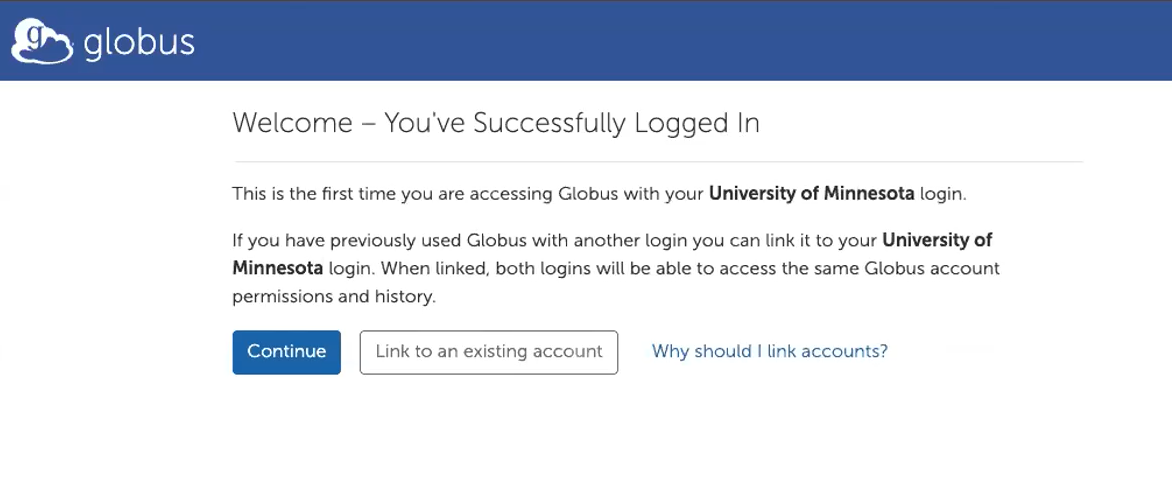 g globus
Welcome – You've Successfully Logged In
This is the first time you are accessing Globus with your University of Minnesota login.
If you have previously used Globus with another login you can link it to your University of
Minnesota login. When linked, both logins will be able to access the same Globus account
permissions and history.
Continue Link to an existing account Why should I link accounts?